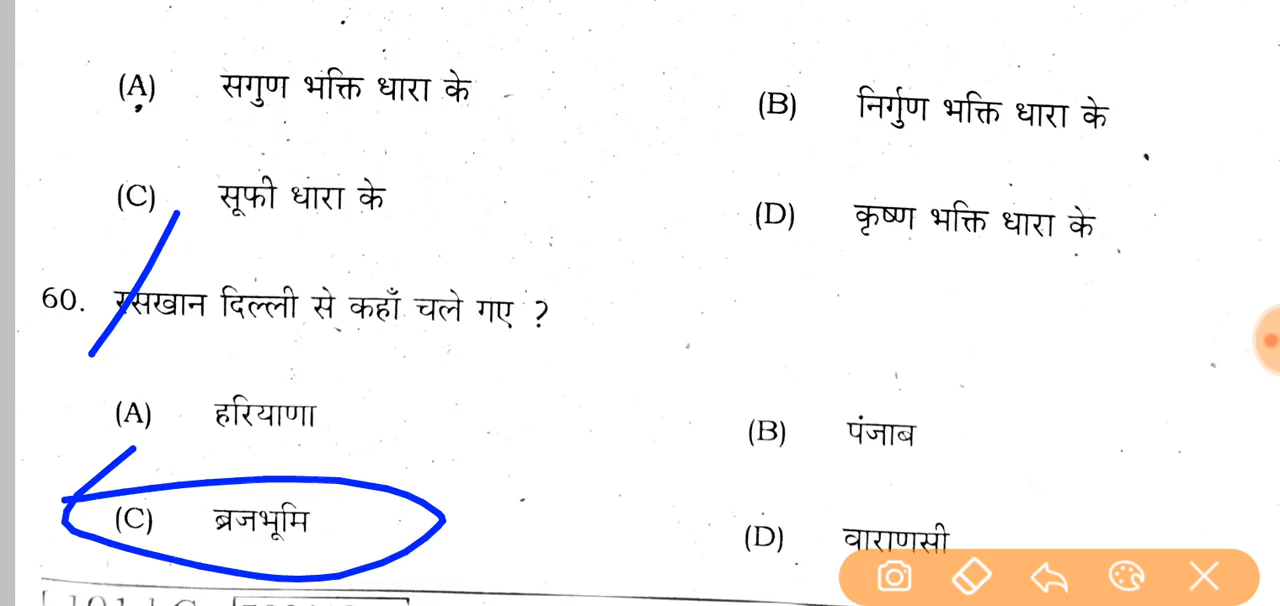 (A) सगुण भक्ति धारा के (B) निर्गुण भक्ति धारा के
(C) सूफी धारा के (D) कृष्ण भक्ति धारा के
60. रसखान दिल्ली से कहाँ चले गए ?
(A) हरियाणा (B) पंजाब
(C) ब्रजभूमि (D) वाराणसी